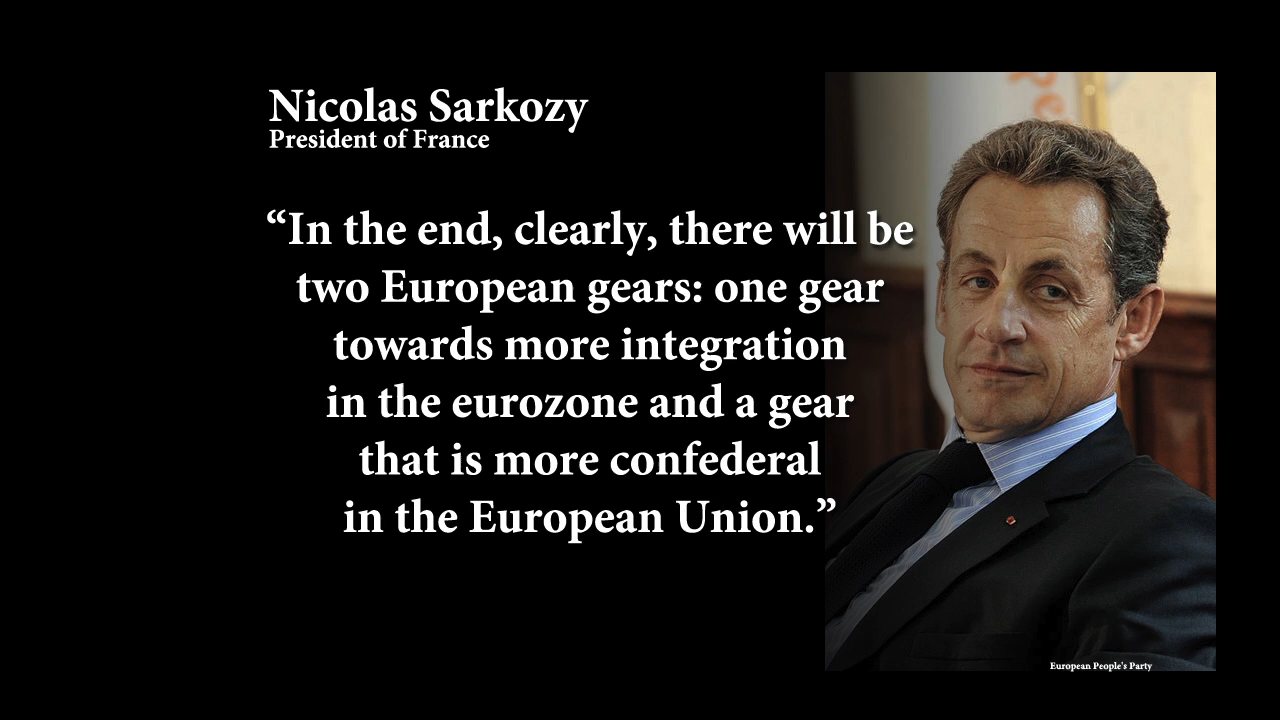 Nicolas Sarkozy
President of France
“In the end, clearly, there will be
two European gears: one gear
towards more integration
in the eurozone and a gear
that is more confederal
in the European Union.”
European People's Party